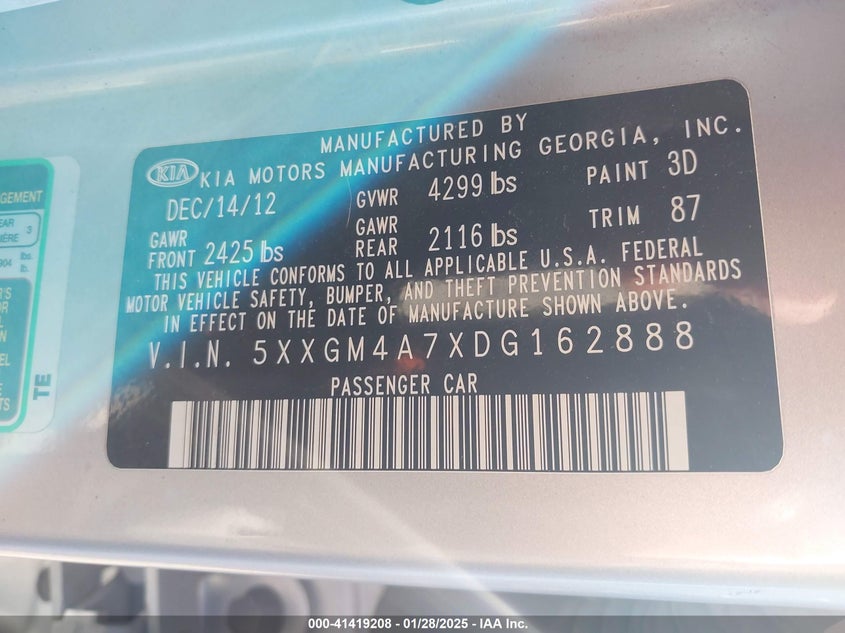 MANUFACTURED BY
KIA KIA MOTORS MANUFACTURING GEORGIA, INC.
DEC/14/12 GVWR 4299 lbs PAINT 3D
GAWR FRONT 2425 lbs GAWR REAR 2116 lbs TRIM 87
THIS VEHICLE CONFORMS TO ALL APPLICABLE U.S.A. FEDERAL
MOTOR VEHICLE SAFETY, BUMPER, AND THEFT PREVENTION STANDARDS
IN EFFECT ON THE DATE OF MANUFACTURE SHOWN ABOVE.
V.I.N. 5XXGM4A7XDG162888
PASSENGER CAR
3
TE
000-41419208 - 01/28/2025 - IAA Inc.